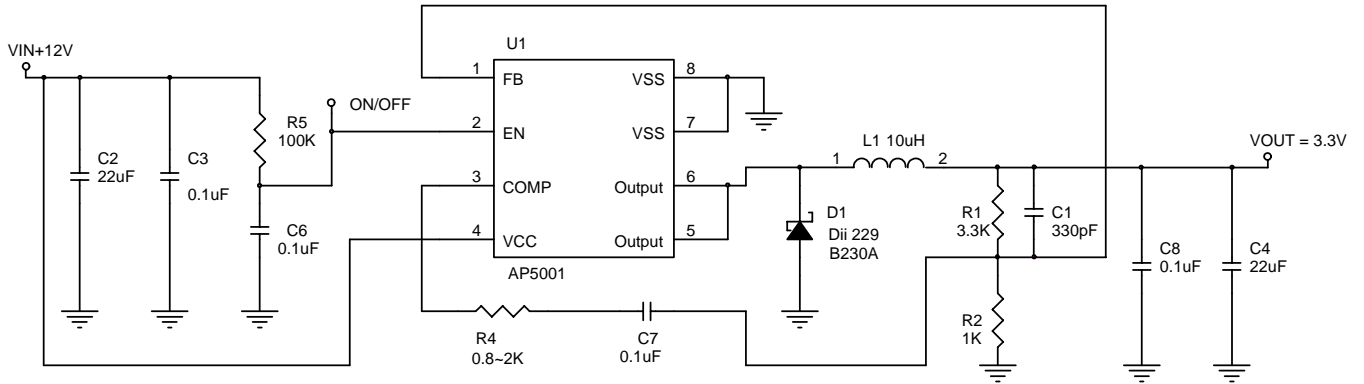 VIN+12V
U1
1
FB
VSS
8
ON/OFF
R5
100K
2
EN
VSS
7
L1 10uH
VOUT = 3.3V
C2
22uF
C3
0.1uF
3
COMP
Output
6
1
2
D1
Dii 229
B230A
R1
3.3K
C1
330pF
C6
0.1uF
4
VCC
Output
5
C8
0.1uF
C4
22uF
AP5001
R4
0.8~2K
C7
0.1uF
R2
1K